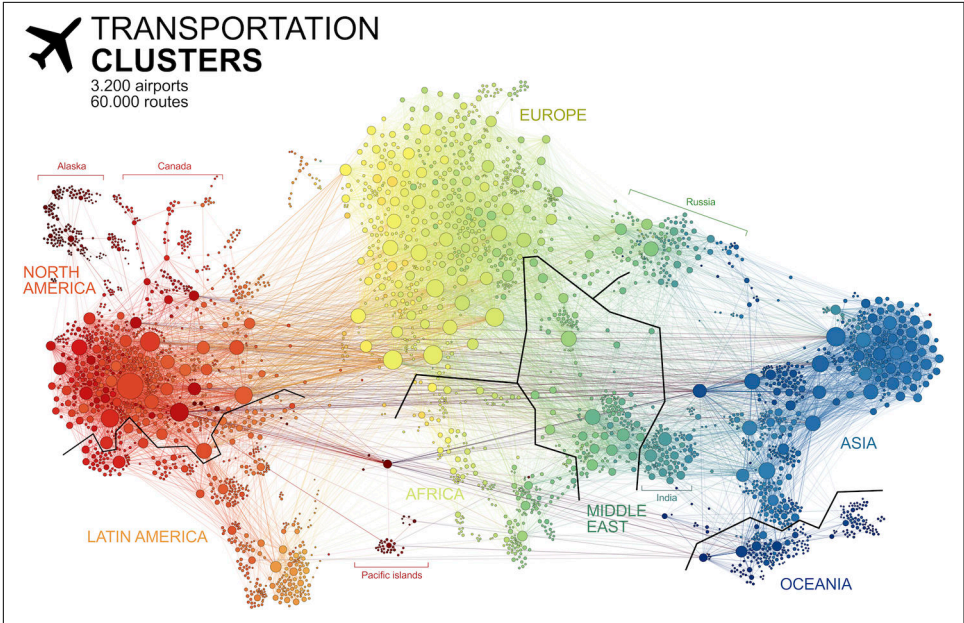 TRANSPORTATION
CLUSTERS
3.200 airports
60.000 routes
EUROPE
Alaska
Canada
Russia
NORTH
AMERICA
ASIA
AFRICA
India
MIDDLE
EAST
LATIN AMERICA
Pacific islands
OCEANIA